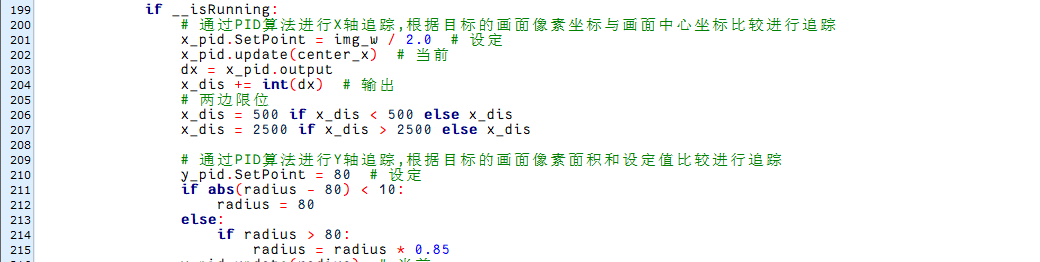 199 if __isRunning:
200 # 通过PID算法进行X轴追踪,根据目标的画面像素坐标与画面中心坐标比较进行追踪
201 x_pid.SetPoint = img_w / 2.0  # 设定
202 x_pid.update(center_x)  # 当前
203 dx = x_pid.output
204 x_dis += int(dx)  # 输出
205 # 两边限位
206 x_dis = 500 if x_dis < 500 else x_dis
207 x_dis = 2500 if x_dis > 2500 else x_dis
208
209 # 通过PID算法进行Y轴追踪,根据目标的画面像素面积和设定值比较进行追踪
210 y_pid.SetPoint = 80  # 设定
211 if abs(radius - 80) < 10:
212 radius = 80
213 else:
214 if radius > 80:
215 radius = radius * 0.85